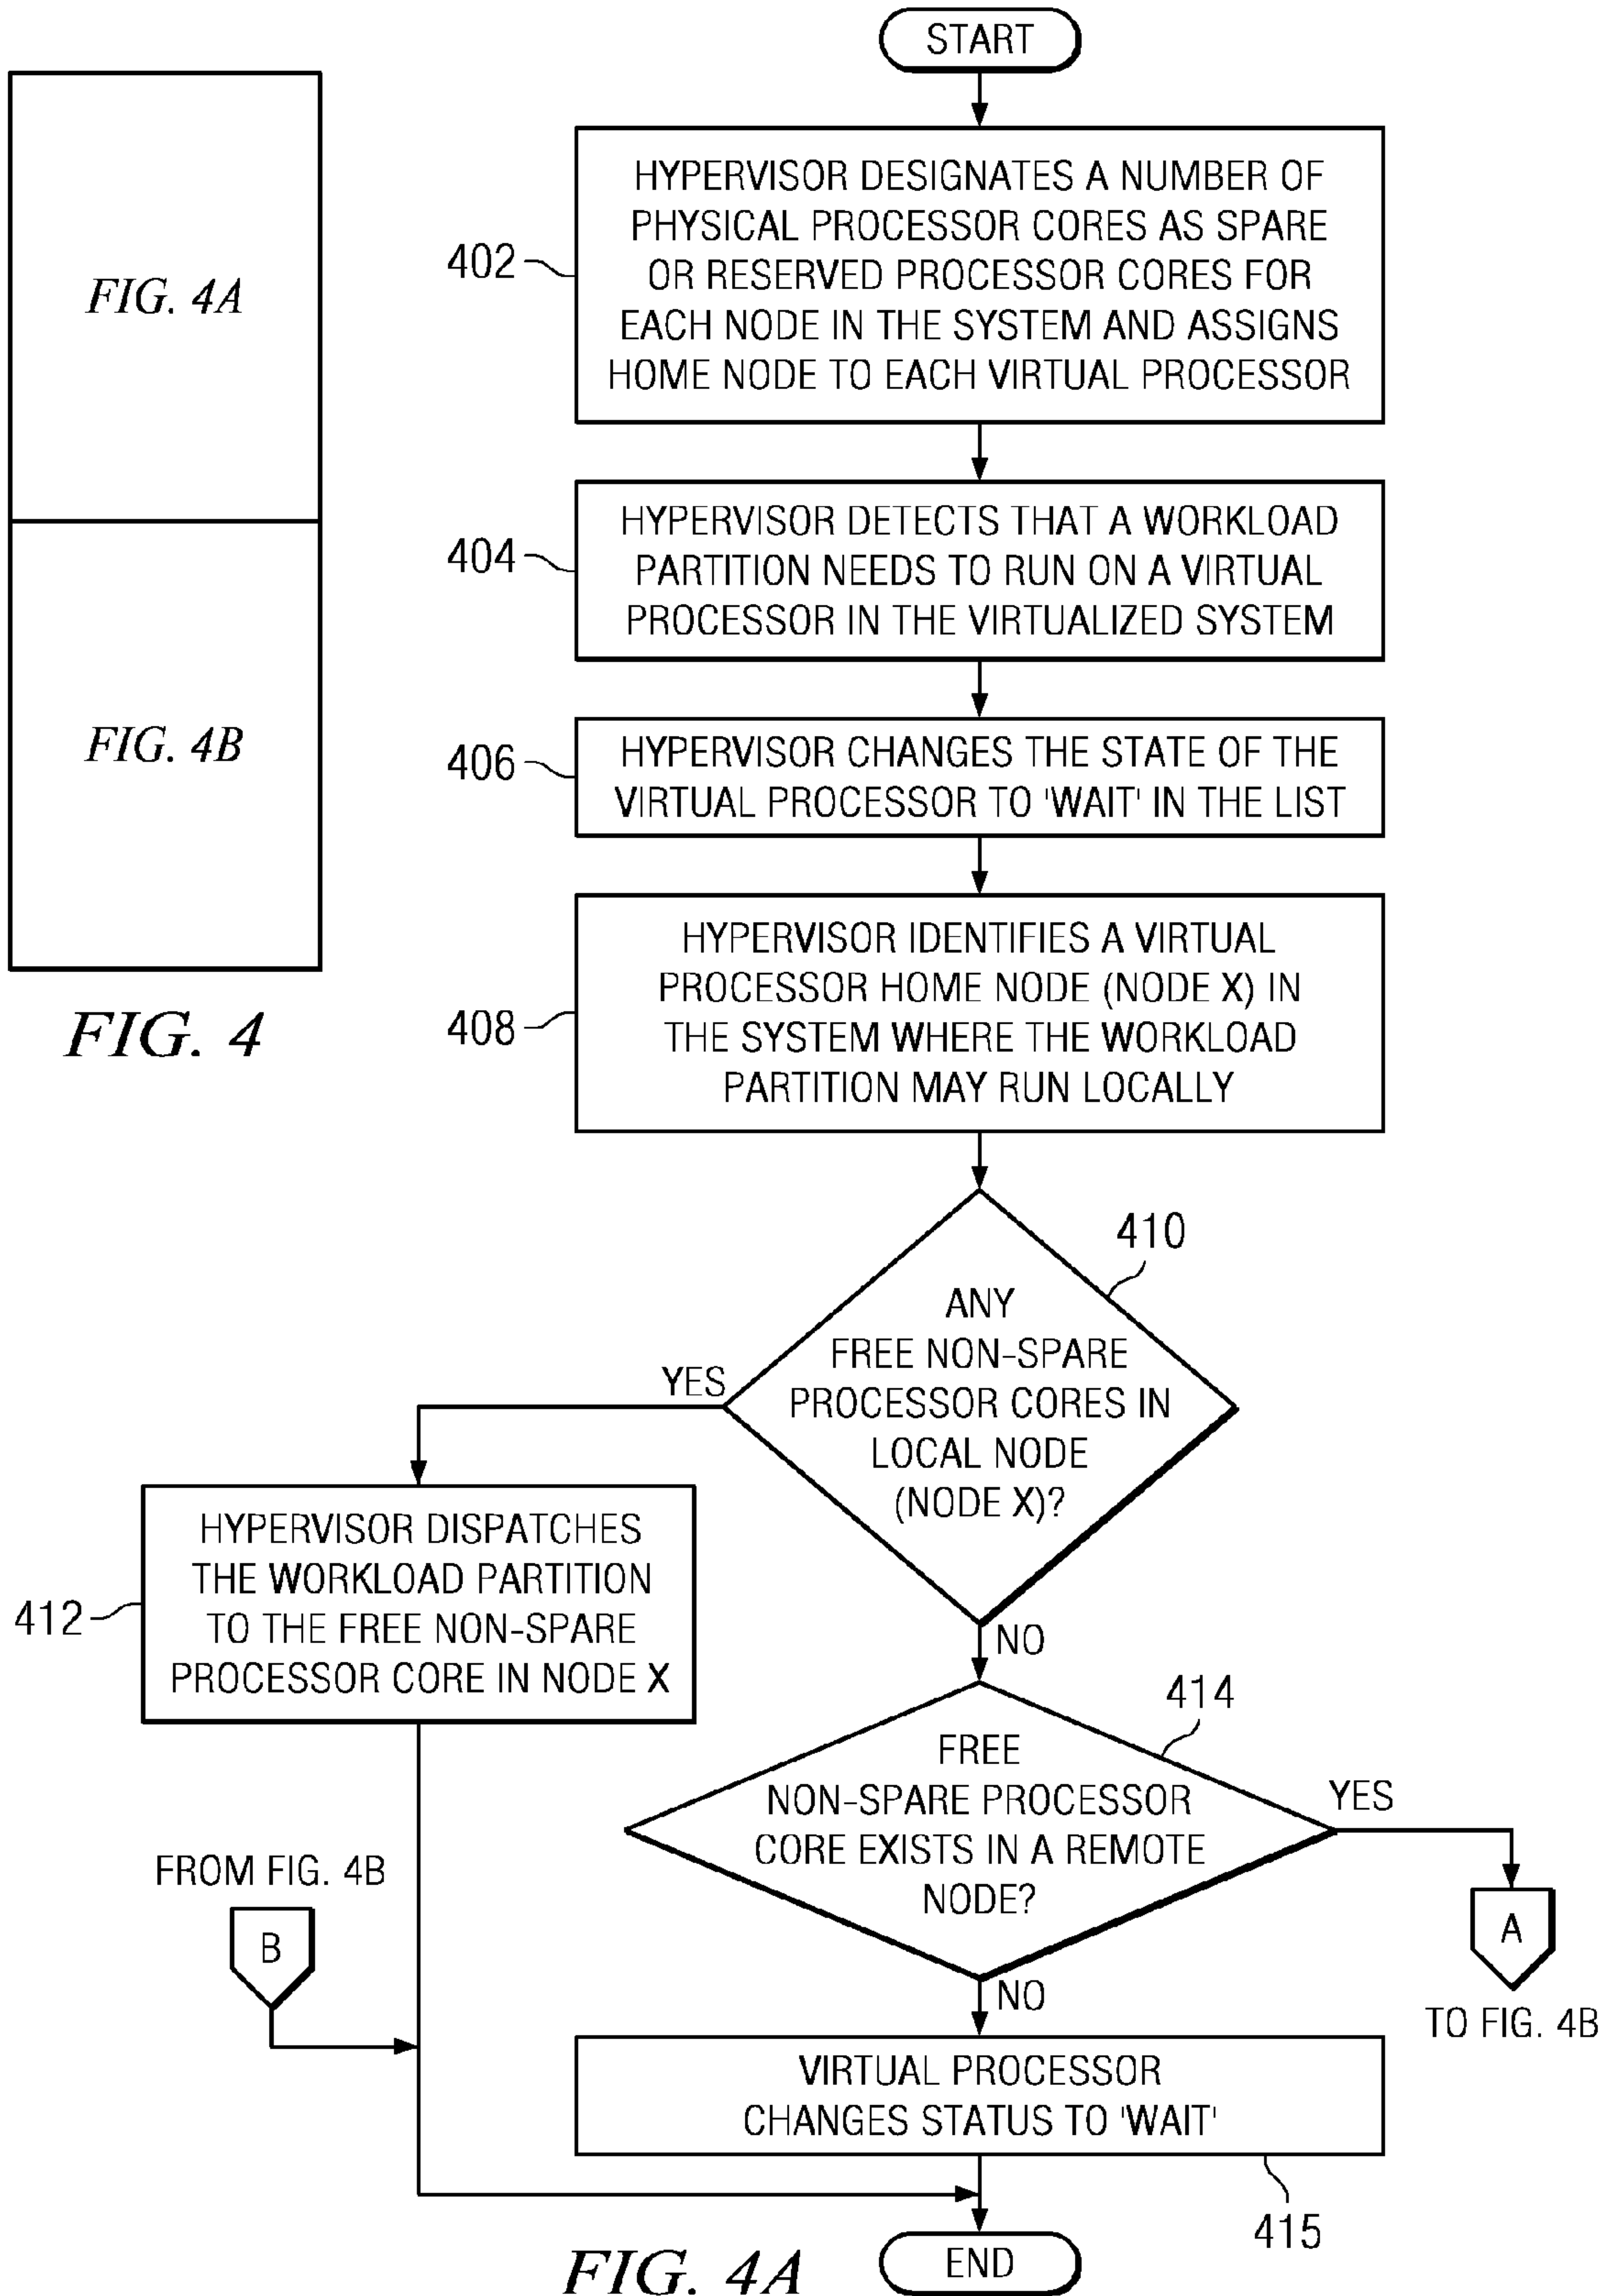 FIG. 4A
FIG. 4B
FIG. 4
START
402
HYPERVISOR DESIGNATES A NUMBER OF
PHYSICAL PROCESSOR CORES AS SPARE
OR RESERVED PROCESSOR CORES FOR
EACH NODE IN THE SYSTEM AND ASSIGNS
HOME NODE TO EACH VIRTUAL PROCESSOR
404
HYPERVISOR DETECTS THAT A WORKLOAD
PARTITION NEEDS TO RUN ON A VIRTUAL
PROCESSOR IN THE VIRTUALIZED SYSTEM
406
HYPERVISOR CHANGES THE STATE OF THE
VIRTUAL PROCESSOR TO 'WAIT' IN THE LIST
408
HYPERVISOR IDENTIFIES A VIRTUAL
PROCESSOR HOME NODE (NODE X) IN
THE SYSTEM WHERE THE WORKLOAD
PARTITION MAY RUN LOCALLY
410
ANY
FREE NON-SPARE
PROCESSOR CORES IN
LOCAL NODE
(NODE X)?
YES
NO
412
HYPERVISOR DISPATCHES
THE WORKLOAD PARTITION
TO THE FREE NON-SPARE
PROCESSOR CORE IN NODE X
414
FREE
NON-SPARE PROCESSOR
CORE EXISTS IN A REMOTE
NODE?
YES
NO
A
TO FIG. 4B
FROM FIG. 4B
B
VIRTUAL PROCESSOR
CHANGES STATUS TO 'WAIT'
415
END
FIG. 4A